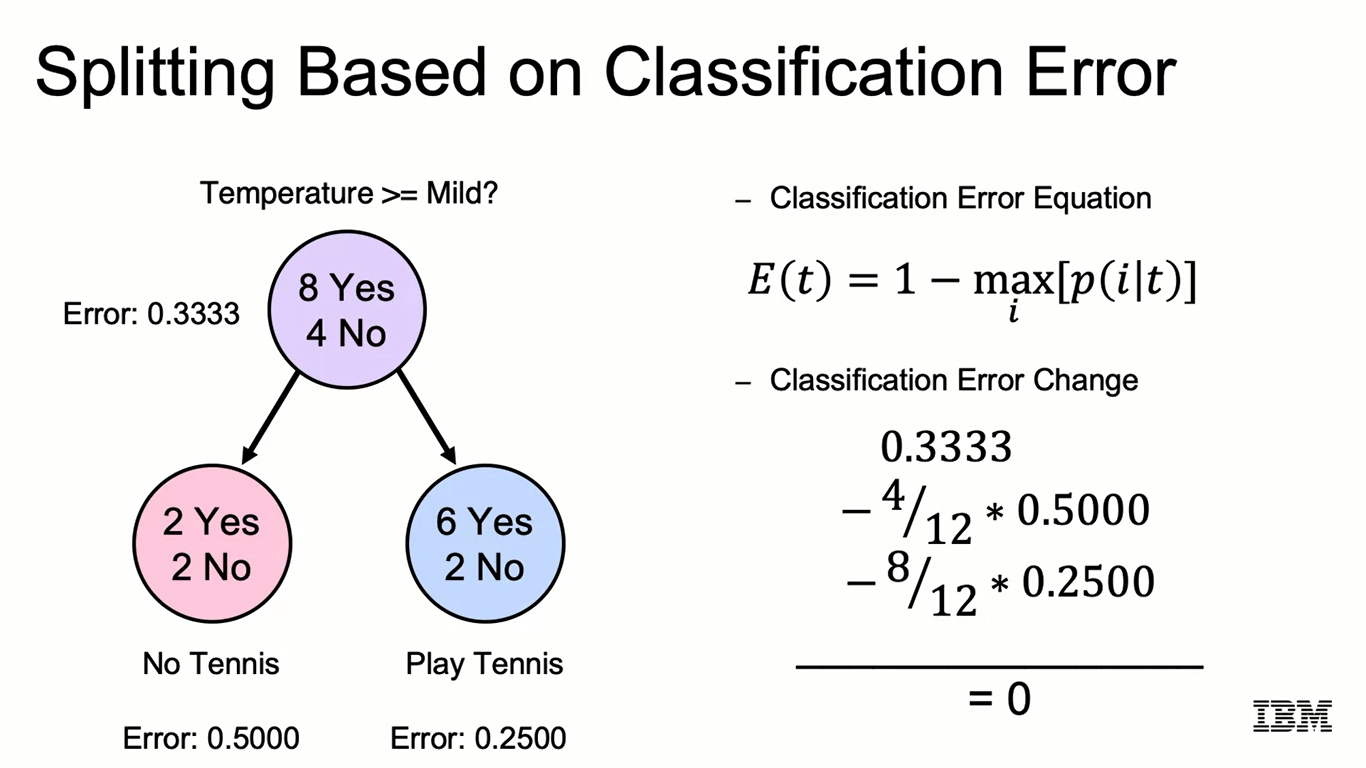 Splitting Based on Classification Error
Temperature >= Mild?
8 Yes
4 No
Error: 0.3333
2 Yes
2 No
6 Yes
2 No
No Tennis
Play Tennis
Error: 0.5000
Error: 0.2500
– Classification Error Equation
E(t) = 1 − max[p(i|t)]
i
– Classification Error Change
0.3333
− 4/12 * 0.5000
− 8/12 * 0.2500
= 0
IBM